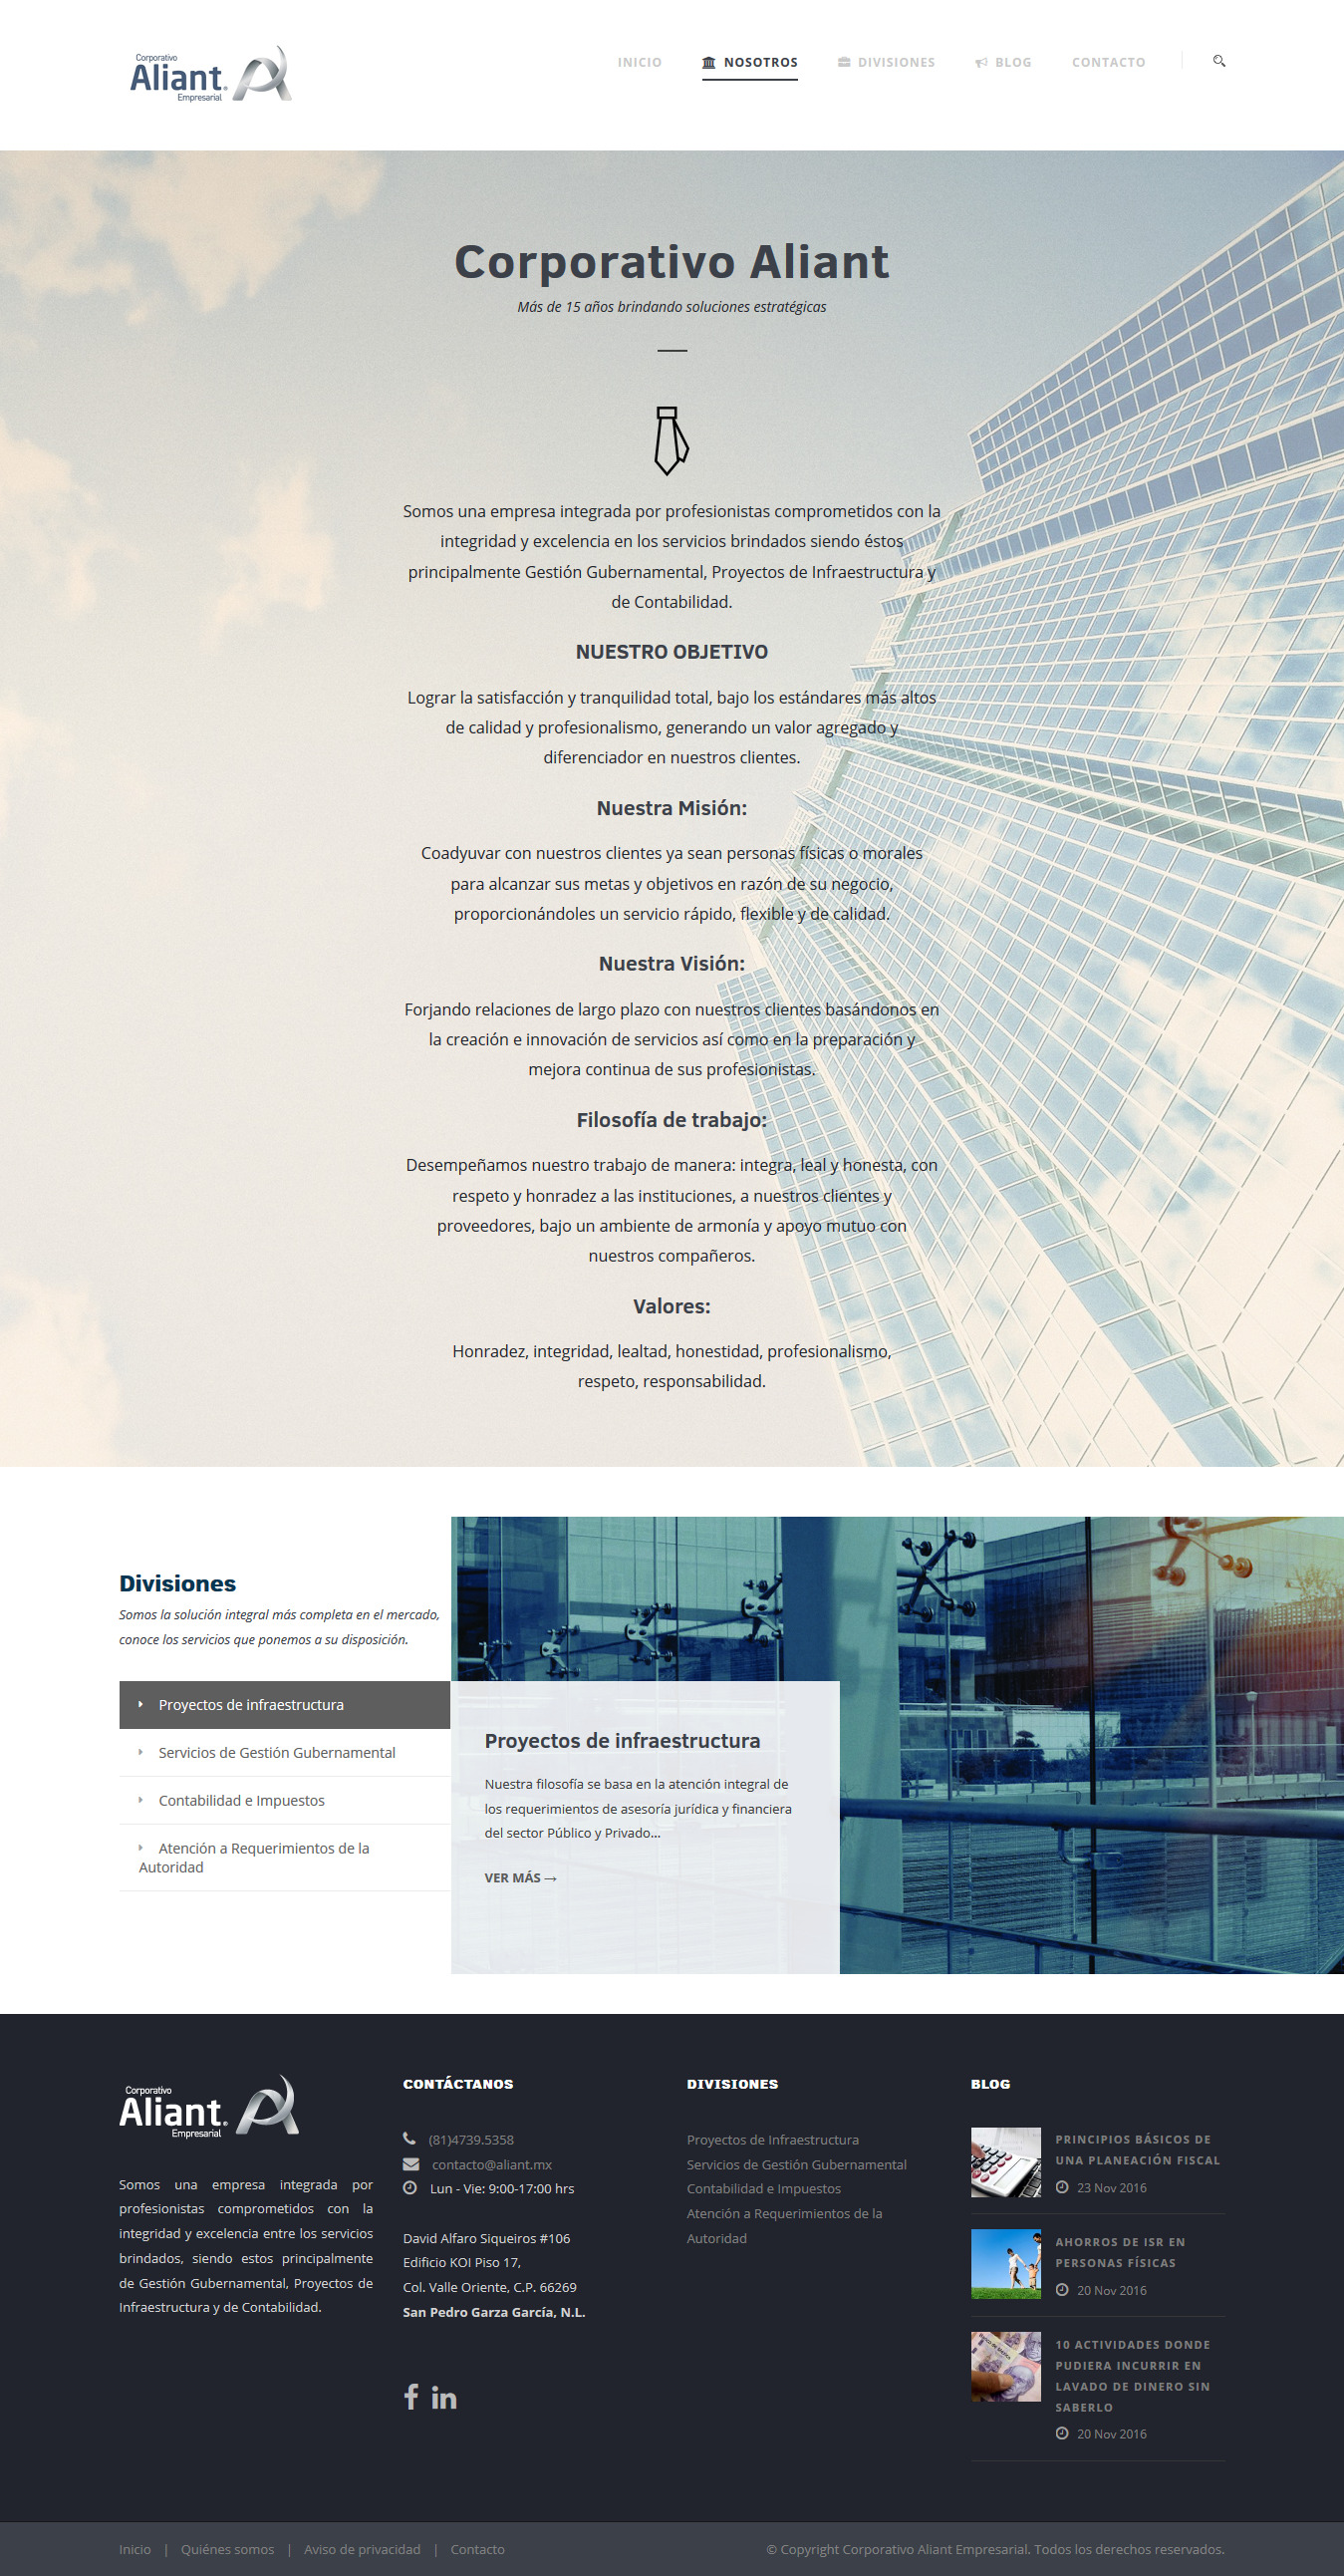 Corporativo
Aliant®
Empresarial
INICIO
NOSOTROS
DIVISIONES
BLOG
CONTACTO
Corporativo Aliant
Más de 15 años brindando soluciones estratégicas
Somos una empresa integrada por profesionistas comprometidos con la
integridad y excelencia en los servicios brindados siendo éstos
principalmente Gestión Gubernamental, Proyectos de Infraestructura y
de Contabilidad.
NUESTRO OBJETIVO
Lograr la satisfacción y tranquilidad total, bajo los estándares más altos
de calidad y profesionalismo, generando un valor agregado y
diferenciador en nuestros clientes.
Nuestra Misión:
Coadyuvar con nuestros clientes ya sean personas físicas o morales
para alcanzar sus metas y objetivos en razón de su negocio,
proporcionándoles un servicio rápido, flexible y de calidad.
Nuestra Visión:
Forjando relaciones de largo plazo con nuestros clientes basándonos en
la creación e innovación de servicios así como en la preparación y
mejora continua de sus profesionistas.
Filosofía de trabajo:
Desempeñamos nuestro trabajo de manera: integra, leal y honesta, con
respeto y honradez a las instituciones, a nuestros clientes y
proveedores, bajo un ambiente de armonía y apoyo mutuo con
nuestros compañeros.
Valores:
Honradez, integridad, lealtad, honestidad, profesionalismo,
respeto, responsabilidad.
Divisiones
Somos la solución integral más completa en el mercado,
conoce los servicios que ponemos a su disposición.
Proyectos de infraestructura
Servicios de Gestión Gubernamental
Contabilidad e Impuestos
Atención a Requerimientos de la
Autoridad
Proyectos de infraestructura
Nuestra filosofía se basa en la atención integral de
los requerimientos de asesoría jurídica y financiera
del sector Público y Privado...
VER MÁS →
Corporativo
Aliant®
Empresarial
Somos una empresa integrada por
profesionistas comprometidos con la
integridad y excelencia entre los servicios
brindados, siendo estos principalmente
de Gestión Gubernamental, Proyectos de
Infraestructura y de Contabilidad.
CONTÁCTANOS
(81)4739.5358
contacto@aliant.mx
Lun - Vie: 9:00-17:00 hrs
David Alfaro Siqueiros #106
Edificio KOI Piso 17,
Col. Valle Oriente, C.P. 66269
San Pedro Garza García, N.L.
DIVISIONES
Proyectos de Infraestructura
Servicios de Gestión Gubernamental
Contabilidad e Impuestos
Atención a Requerimientos de la
Autoridad
BLOG
PRINCIPIOS BÁSICOS DE
UNA PLANEACIÓN FISCAL
23 Nov 2016
AHORROS DE ISR EN
PERSONAS FÍSICAS
20 Nov 2016
10 ACTIVIDADES DONDE
PUDIERA INCURRIR EN
LAVADO DE DINERO SIN
SABERLO
20 Nov 2016
Inicio | Quiénes somos | Aviso de privacidad | Contacto
© Copyright Corporativo Aliant Empresarial. Todos los derechos reservados.